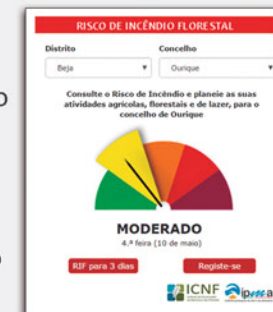 o
RISCO DE INCÊNDIO FLORESTAL
Distrito Concelho
Beja Ourique
Consulte o Risco de Incêndio e planeie as suas
atividades agrícolas, florestais e de lazer, para o
concelho de Ourique
MODERADO
4.ª feira (10 de maio)
RIF para 3 dias Registe-se
ICNF ipma